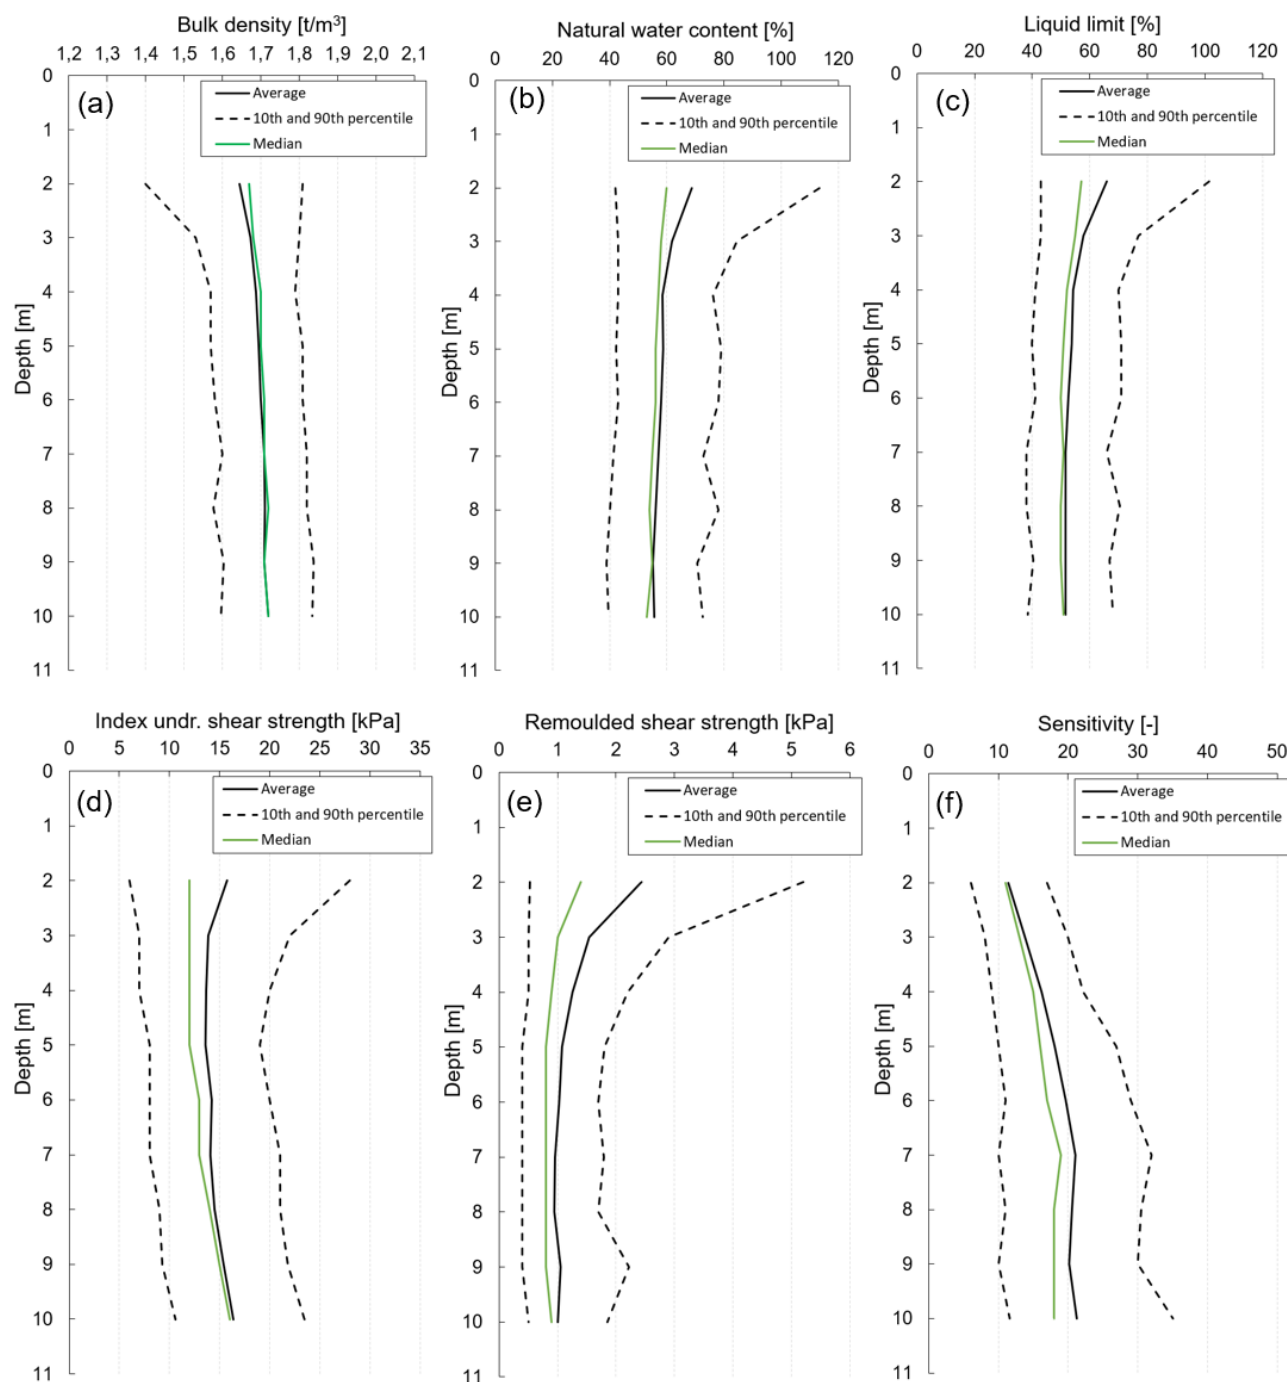 Bulk density [t/m³]
1,2 1,3 1,4 1,5 1,6 1,7 1,8 1,9 2,0 2,1
0
1
2
3
4
5
6
7
8
9
10
11
Depth [m]
(a)
Average
10th and 90th percentile
Median
Natural water content [%]
0 20 40 60 80 100 120
0
1
2
3
4
5
6
7
8
9
10
11
Depth [m]
(b)
Average
10th and 90th percentile
Median
Liquid limit [%]
0 20 40 60 80 100 120
0
1
2
3
4
5
6
7
8
9
10
11
Depth [m]
(c)
Average
10th and 90th percentile
Median
Index undr. shear strength [kPa]
0 5 10 15 20 25 30 35
0
1
2
3
4
5
6
7
8
9
10
11
Depth [m]
(d)
Average
10th and 90th percentile
Median
Remoulded shear strength [kPa]
0 1 2 3 4 5 6
0
1
2
3
4
5
6
7
8
9
10
11
Depth [m]
(e)
Average
10th and 90th percentile
Median
Sensitivity [-]
0 10 20 30 40 50
0
1
2
3
4
5
6
7
8
9
10
11
Depth [m]
(f)
Average
10th and 90th percentile
Median